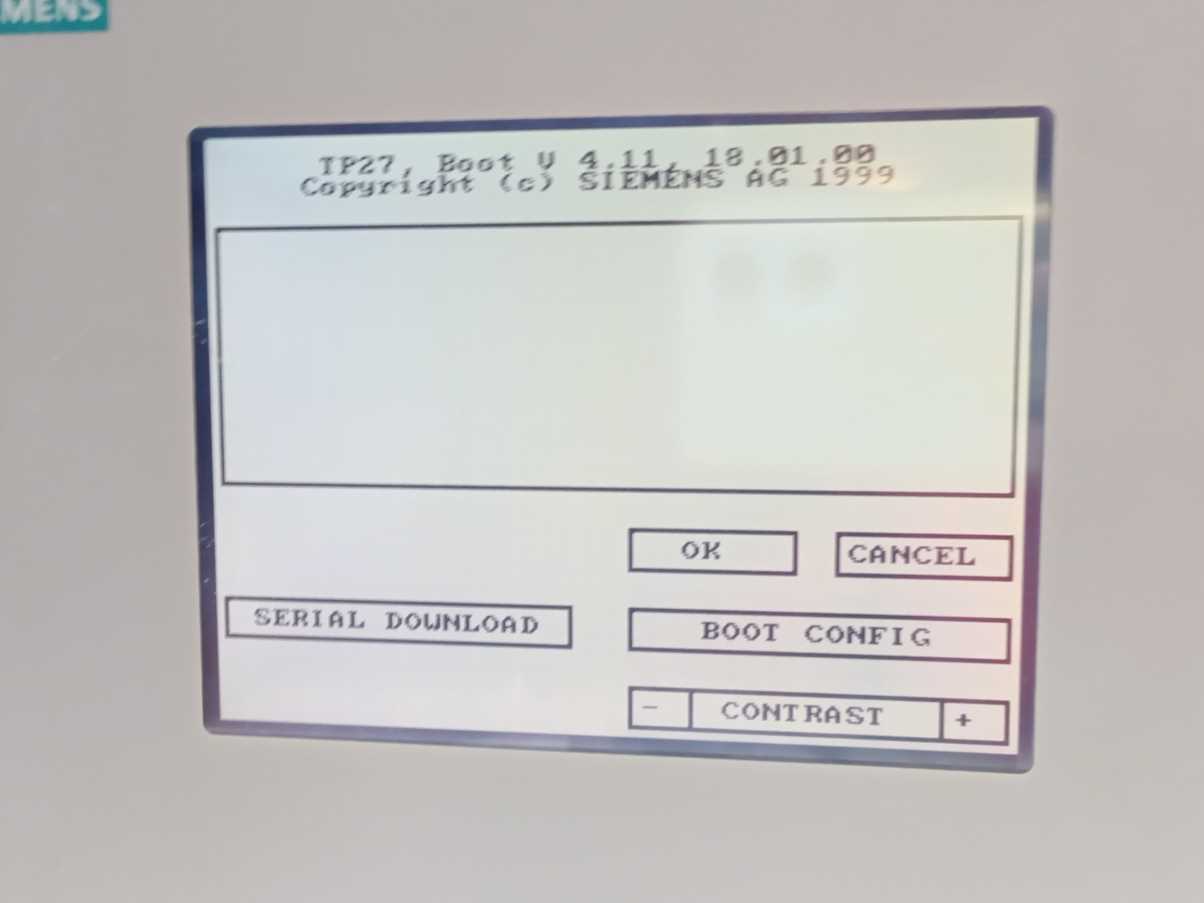 MENS
TP27, Boot V 4.11, 18.01.00
Copyright (c) SIEMENS AG 1999
OK
CANCEL
SERIAL DOWNLOAD
BOOT CONFIG
- CONTRAST +